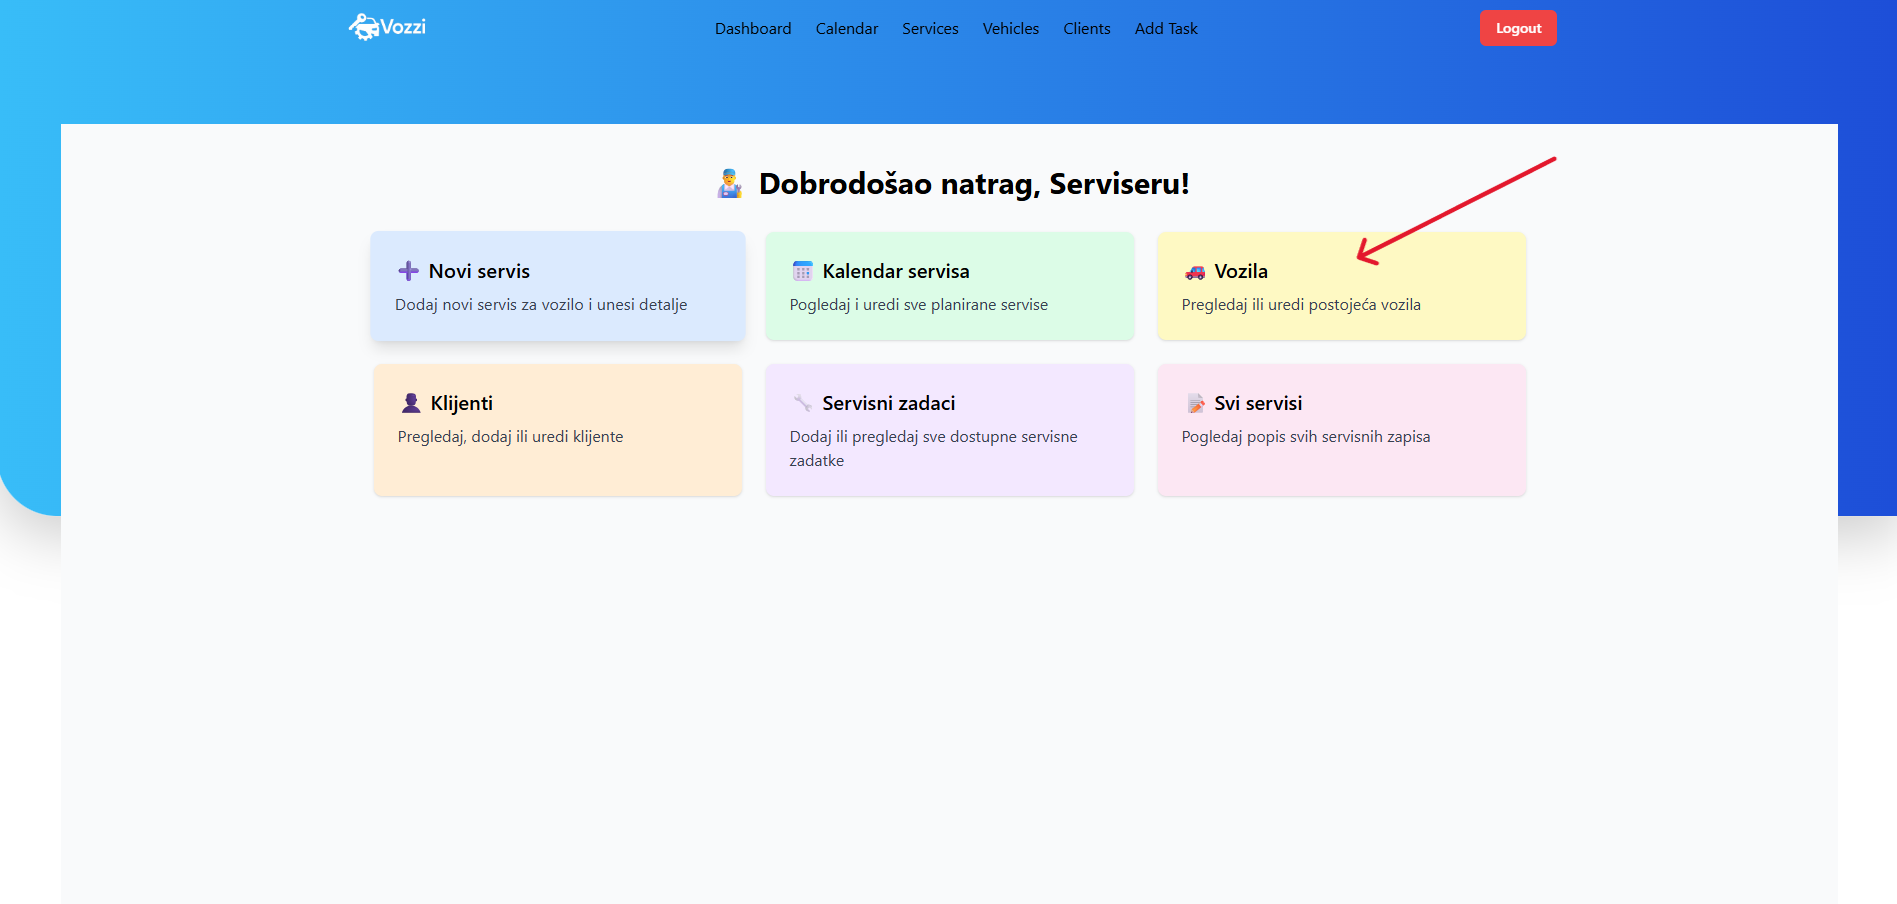 Vozzi
Dashboard
Calendar
Services
Vehicles
Clients
Add Task
Logout
Dobrodošao natrag, Serviseru!
Novi servis
Dodaj novi servis za vozilo i unesi detalje
Kalendar servisa
Pogledaj i uredi sve planirane servise
Vozila
Pregledaj ili uredi postojeća vozila
Klijenti
Pregledaj, dodaj ili uredi klijente
Servisni zadaci
Dodaj ili pregledaj sve dostupne servisne
zadatke
Svi servisi
Pogledaj popis svih servisnih zapisa